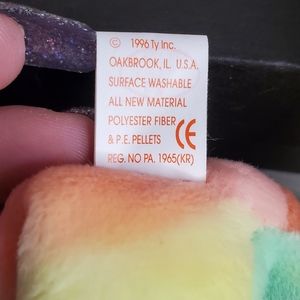 © 1996 Ty Inc.
OAKBROOK, IL. U.S.A.
SURFACE WASHABLE
ALL NEW MATERIAL
POLYESTER FIBER
& P.E. PELLETS CE
REG. NO PA. 1965(KR)